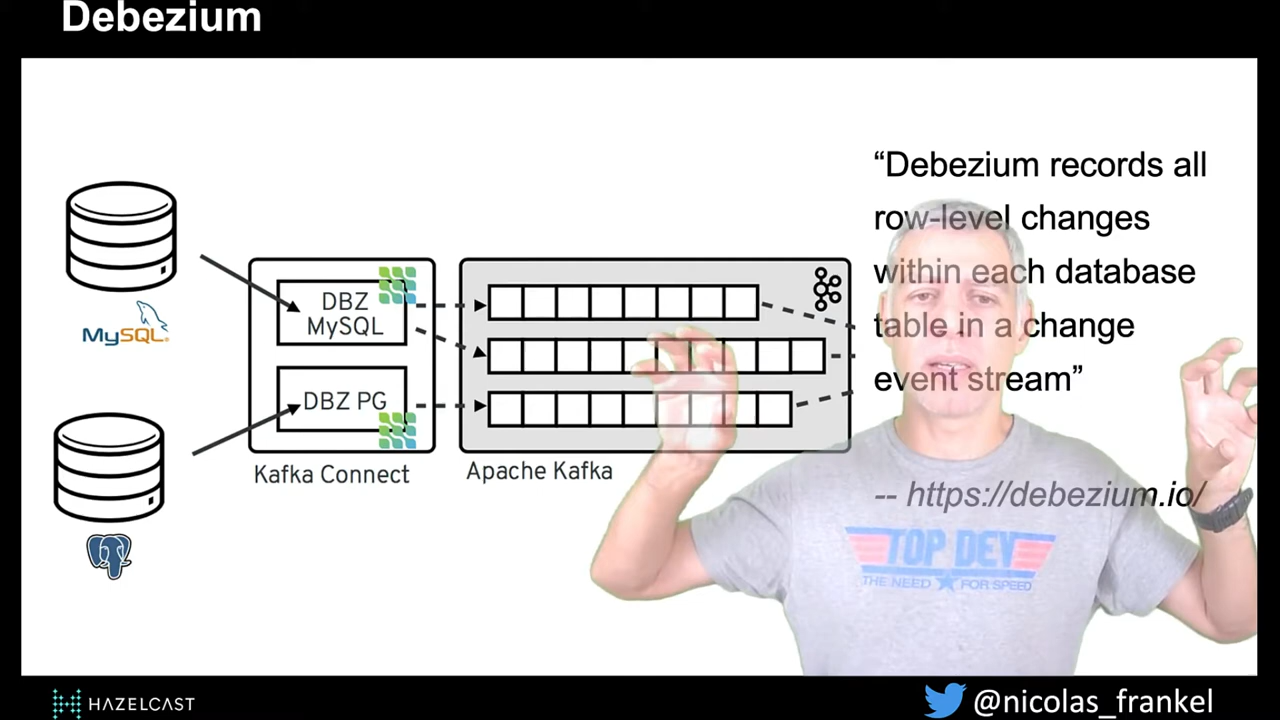 Debezium
"Debezium records all
row-level changes
within each database
table in a change
event stream"
-- https://debezium.io/
MySQL®
DBZ
MySQL
DBZ PG
Kafka Connect
Apache Kafka
TOP DEV
THE NEED FOR SPEED
HAZELCAST
@nicolas_frankel